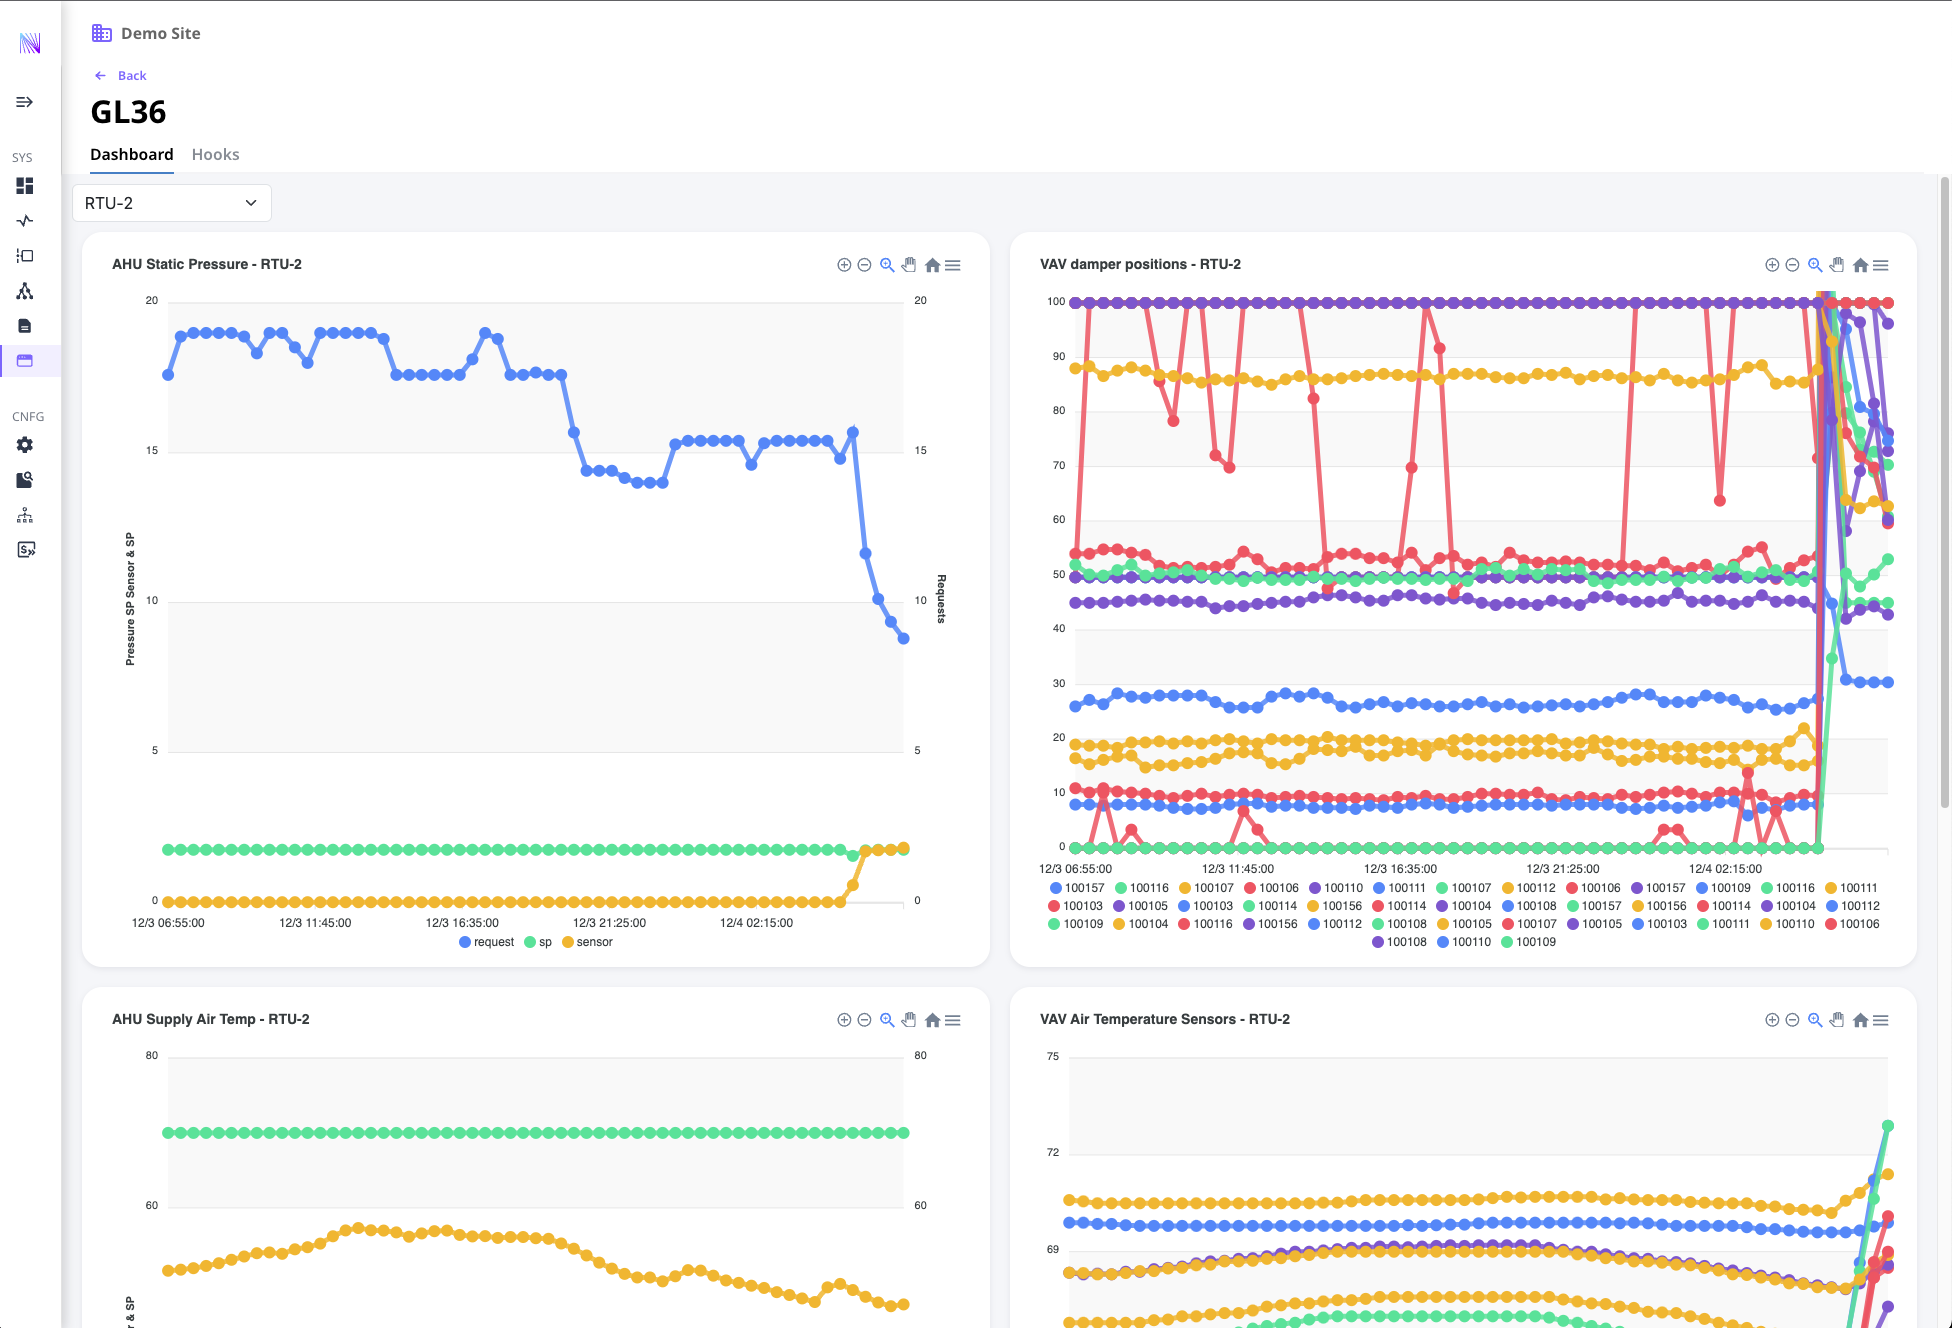 Demo Site
Back
GL36
Dashboard Hooks
SYS
CNFG
RTU-2
AHU Static Pressure - RTU-2
20 20
15 15
10 10
5 5
0 0
Pressure SP Sensor & SP
Requests
12/3 06:55:00 12/3 11:45:00 12/3 16:35:00 12/3 21:25:00 12/4 02:15:00
request sp sensor
VAV damper positions - RTU-2
100
90
80
70
60
50
40
30
20
10
0
12/3 06:55:00 12/3 11:45:00 12/3 16:35:00 12/3 21:25:00 12/4 02:15:00
100157 100116 100107 100106 100110 100111 100107 100112 100106 100157 100109 100116 100111
100103 100105 100103 100114 100156 100114 100104 100108 100157 100156 100114 100104 100112
100109 100104 100116 100156 100112 100108 100105 100107 100105 100103 100111 100110 100106
100108 100110 100109
AHU Supply Air Temp - RTU-2
80 80
60 60
r & SP
VAV Air Temperature Sensors - RTU-2
75
72
69